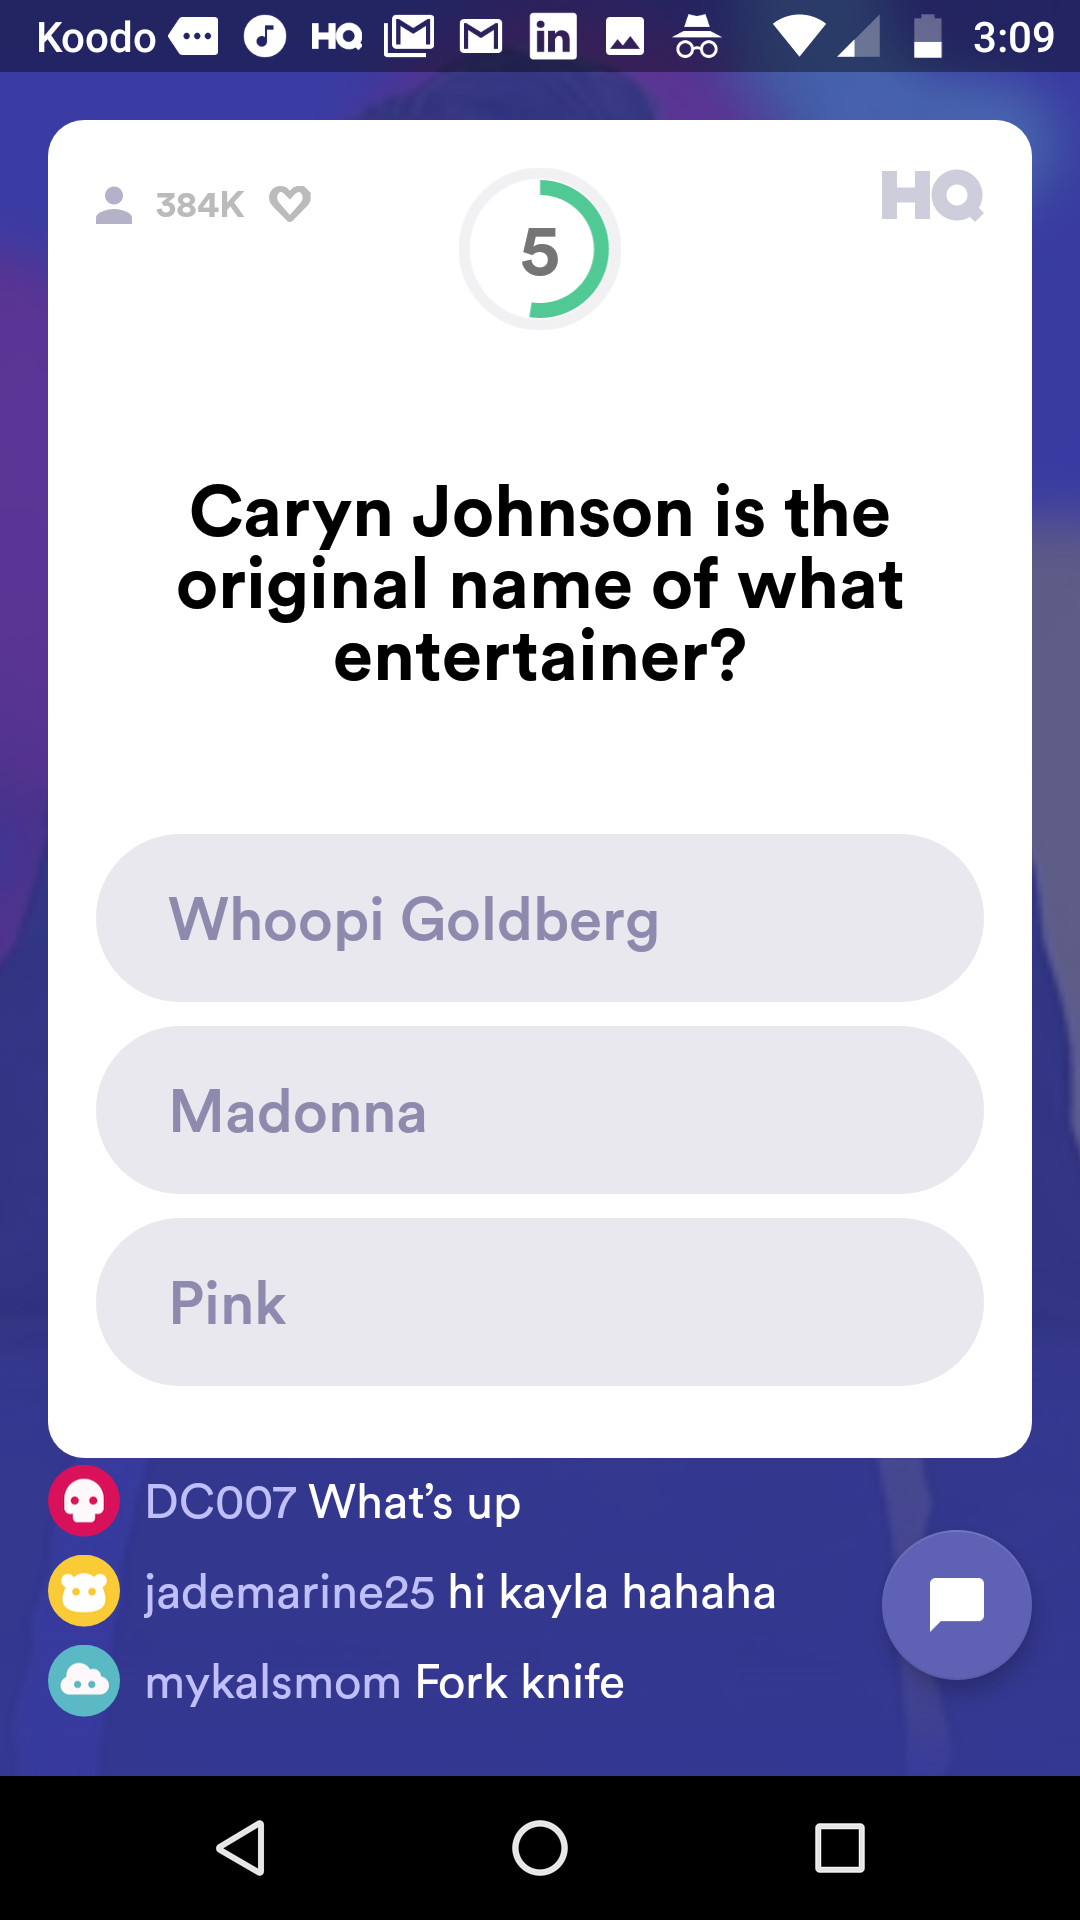 Koodo HQ in 3:09
384K HQ
5
Caryn Johnson is the
original name of what
entertainer?
Whoopi Goldberg
Madonna
Pink
DC007 What’s up
jademarine25 hi kayla hahaha
mykalsmom Fork knife